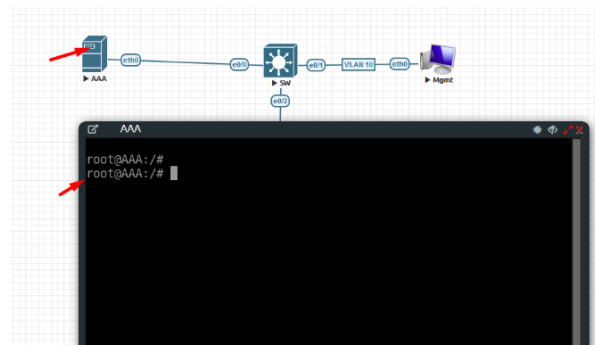 eth0
e0/0
e0/1
VLAN 10
eth0
AAA
SW
Mgmt
e0/2
AAA
root@AAA:/#
root@AAA:/#